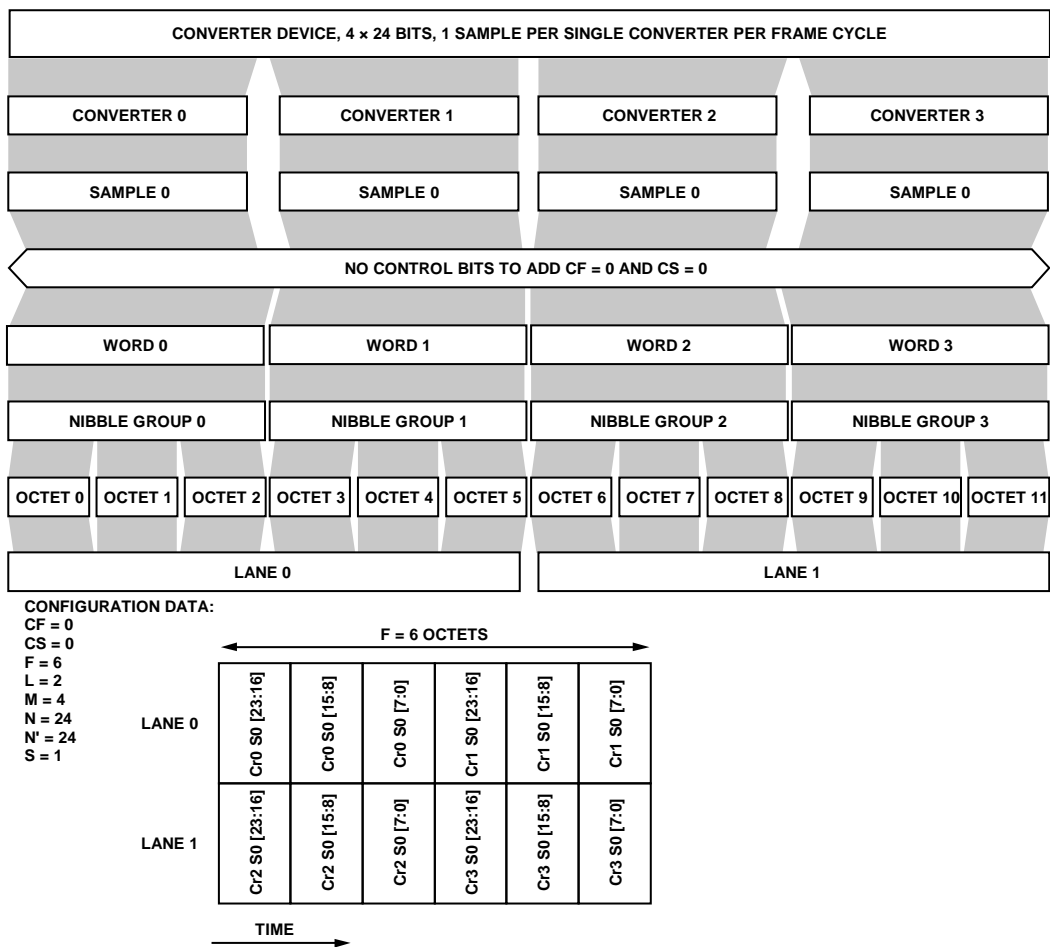 CONVERTER DEVICE, 4 × 24 BITS, 1 SAMPLE PER SINGLE CONVERTER PER FRAME CYCLE
CONVERTER 0 CONVERTER 1 CONVERTER 2 CONVERTER 3
SAMPLE 0 SAMPLE 0 SAMPLE 0 SAMPLE 0
NO CONTROL BITS TO ADD CF = 0 AND CS = 0
WORD 0 WORD 1 WORD 2 WORD 3
NIBBLE GROUP 0 NIBBLE GROUP 1 NIBBLE GROUP 2 NIBBLE GROUP 3
OCTET 0 OCTET 1 OCTET 2 OCTET 3 OCTET 4 OCTET 5 OCTET 6 OCTET 7 OCTET 8 OCTET 9 OCTET 10 OCTET 11
LANE 0 LANE 1
CONFIGURATION DATA:
CF = 0
CS = 0
F = 6
L = 2
M = 4
N = 24
N' = 24
S = 1
F = 6 OCTETS
LANE 0
Cr0 S0 [23:16]
Cr0 S0 [15:8]
Cr0 S0 [7:0]
Cr1 S0 [23:16]
Cr1 S0 [15:8]
Cr1 S0 [7:0]
LANE 1
Cr2 S0 [23:16]
Cr2 S0 [15:8]
Cr2 S0 [7:0]
Cr3 S0 [23:16]
Cr3 S0 [15:8]
Cr3 S0 [7:0]
TIME